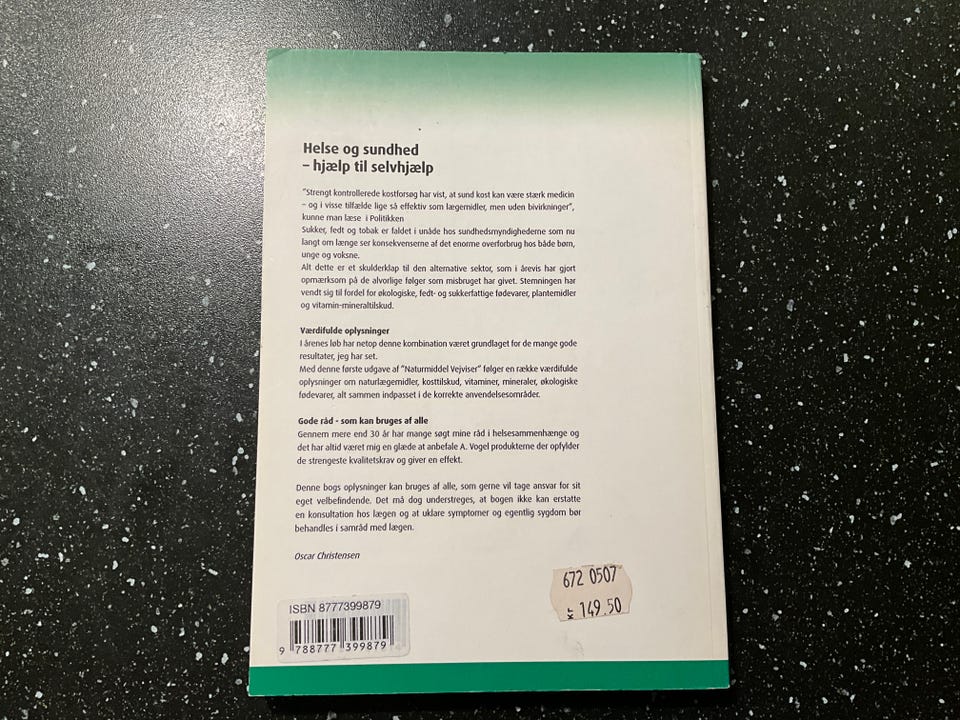 Helse og sundhed
– hjælp til selvhjælp
"Strengt kontrollerede kostforsøg har vist, at sund kost kan være stærk medicin
– og i visse tilfælde lige så effektiv som lægemidler, men uden bivirkninger",
kunne man læse i Politikken
Sukker, fedt og tobak er faldet i unåde hos sundhedsmyndighederne som nu
langt om længe ser konsekvenserne af det enorme overforbrug hos både børn,
unge og voksne.
Alt dette er et skulderklap til den alternative sektor, som i årevis har gjort
opmærksom på de alvorlige følger som misbruget har givet. Stemningen har
vendt sig til fordel for økologiske, fedt- og sukkerfattige fødevarer, plantemidler
og vitamin-mineraltilskud.
Værdifulde oplysninger
I årenes løb har netop denne kombination været grundlaget for de mange gode
resultater, jeg har set.
Med denne første udgave af "Naturmiddel Vejviser" følger en række værdifulde
oplysninger om naturlægemidler, kosttilskud, vitaminer, mineraler, økologiske
fødevarer, alt sammen indpasset i de korrekte anvendelsesområder.
Gode råd - som kan bruges af alle
Gennem mere end 30 år har mange søgt mine råd i helsesammenhænge og
det har altid været mig en glæde at anbefale A. Vogel produkterne der opfylder
de strengeste kvalitetskrav og giver en effekt.
Denne bogs oplysninger kan bruges af alle, som gerne vil tage ansvar for sit
eget velbefindende. Det må dog understreges, at bogen ikke kan erstatte
en konsultation hos lægen og at uklare symptomer og egentlig sygdom bør
behandles i samråd med lægen.
Oscar Christensen
672 0507
kr 149.50
ISBN 8777399879
9 788777 399879